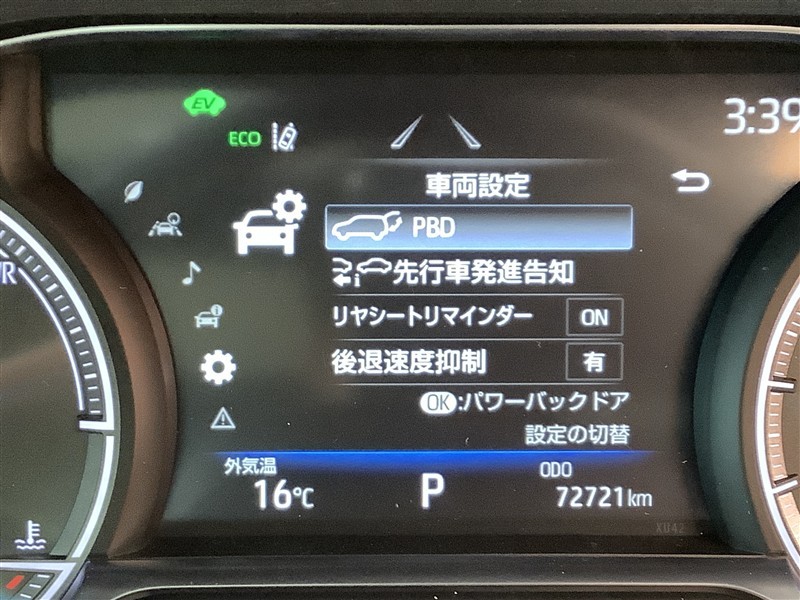 EV
3:39
ECO
車両設定
PBD
先行車発進告知
リヤシートリマインダー ON
後退速度抑制 有
OK:パワーバックドア
設定の切替
外気温
16℃
P
ODO
72721km
XU42